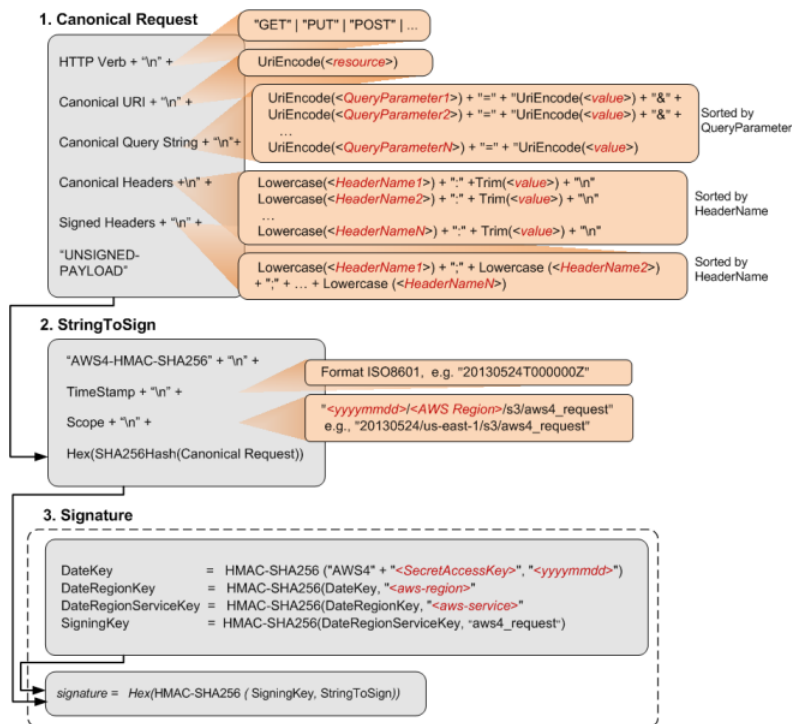 1. Canonical Request
"GET" | "PUT" | "POST" | ...
HTTP Verb + “\n” +
UriEncode(<resource>)
Canonical URI + “\n” +
UriEncode(<QueryParameter1>) + "=" + "UriEncode(<value>) + "&" +
UriEncode(<QueryParameter2>) + "=" + "UriEncode(<value>) + "&" +
...
UriEncode(<QueryParameterN>) + "=" + "UriEncode(<value>)
Sorted by
QueryParameter
Canonical Query String + “\n”+
Canonical Headers +\n” +
Lowercase(<HeaderName1>) + ":" +Trim(<value>) + "\n"
Lowercase(<HeaderName2>) + ":" + Trim(<value>) + "\n"
...
Lowercase(<HeaderNameN>) + ":" + Trim(<value>) + "\n"
Sorted by
HeaderName
Signed Headers + “\n” +
“UNSIGNED-
PAYLOAD”
Lowercase(<HeaderName1>) + ";" + Lowercase (<HeaderName2>)
+ ";" + ... + Lowercase (<HeaderNameN>)
Sorted by
HeaderName
2. StringToSign
“AWS4-HMAC-SHA256” + “\n” +
TimeStamp + “\n” +
Format ISO8601, e.g. "20130524T000000Z”
Scope + “\n” +
"<yyyymmdd>/<AWS Region>/s3/aws4_request"
e.g., "20130524/us-east-1/s3/aws4_request"
Hex(SHA256Hash(Canonical Request))
3. Signature
DateKey = HMAC-SHA256 ("AWS4" + "<SecretAccessKey>", "<yyyymmdd>")
DateRegionKey = HMAC-SHA256(DateKey, "<aws-region>"
DateRegionServiceKey = HMAC-SHA256(DateRegionKey, "<aws-service>"
SigningKey = HMAC-SHA256(DateRegionServiceKey, "aws4_request")
signature = Hex(HMAC-SHA256 ( SigningKey, StringToSign))